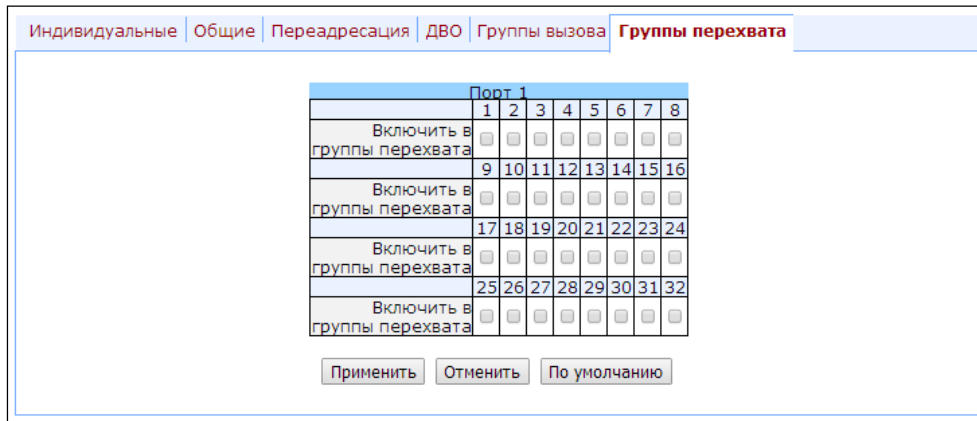 Индивидуальные Общие Переадресация ДВО Группы вызова Группы перехвата
Порт 1
1 2 3 4 5 6 7 8
Включить в
группы перехвата
9 10 11 12 13 14 15 16
Включить в
группы перехвата
17 18 19 20 21 22 23 24
Включить в
группы перехвата
25 26 27 28 29 30 31 32
Включить в
группы перехвата
Применить Отменить По умолчанию